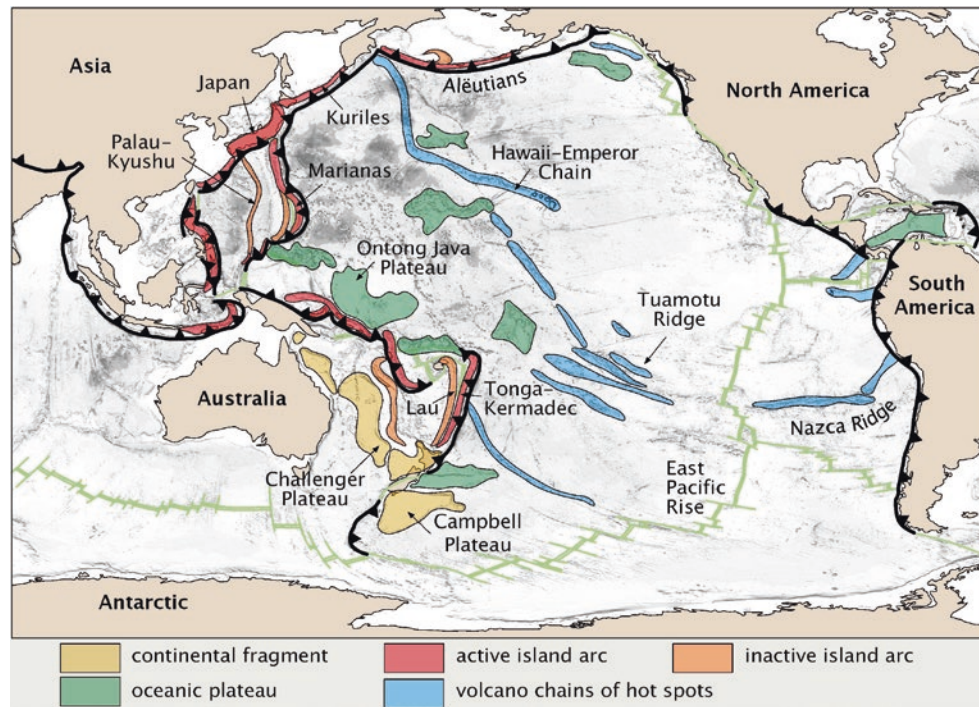 Asia
Japan
Alëutians
North America
Kuriles
Palau-
Kyushu
Marianas
Hawaii-Emperor
Chain
Ontong Java
Plateau
Tuamotu
Ridge
South
America
Australia
Lau
Tonga-
Kermadec
Nazca Ridge
Challenger
Plateau
East
Pacific
Rise
Campbell
Plateau
Antarctic
continental fragment
active island arc
inactive island arc
oceanic plateau
volcano chains of hot spots